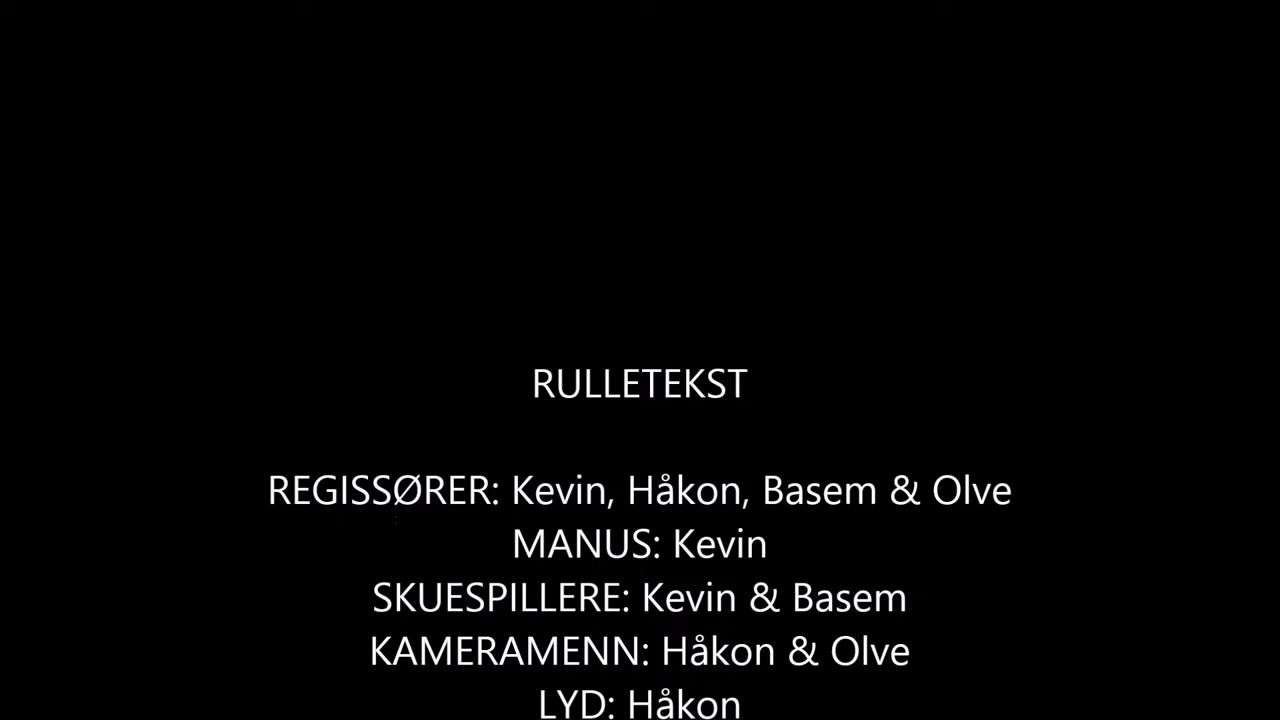 RULLETEKST
REGISSØRER: Kevin, Håkon, Basem & Olve
MANUS: Kevin
SKUESPILLERE: Kevin & Basem
KAMERAMENN: Håkon & Olve
LYD: Håkon